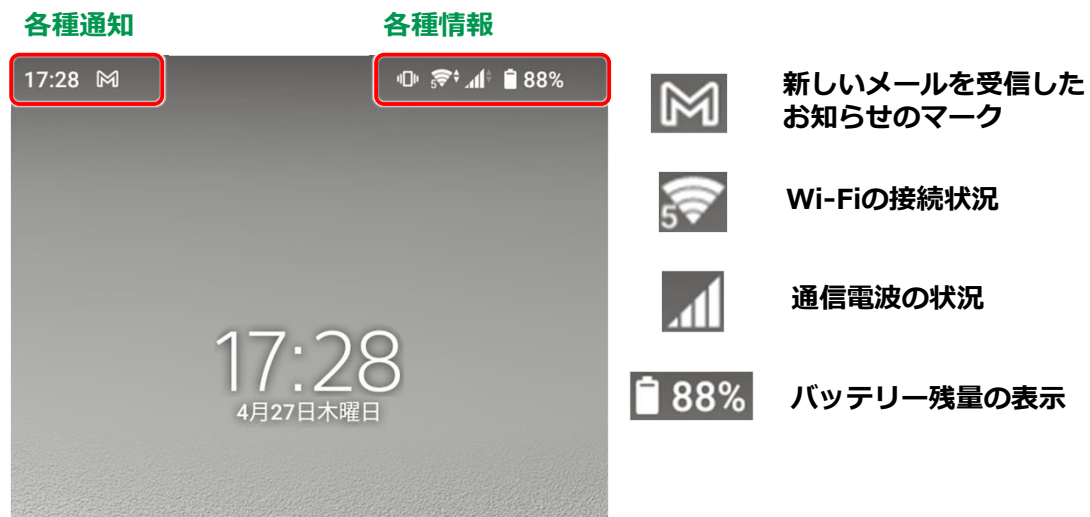 各種通知
各種情報
17:28
88%
新しいメールを受信した
お知らせのマーク
5
Wi-Fiの接続状況
通信電波の状況
17:28
4月27日木曜日
88%
バッテリー残量の表示